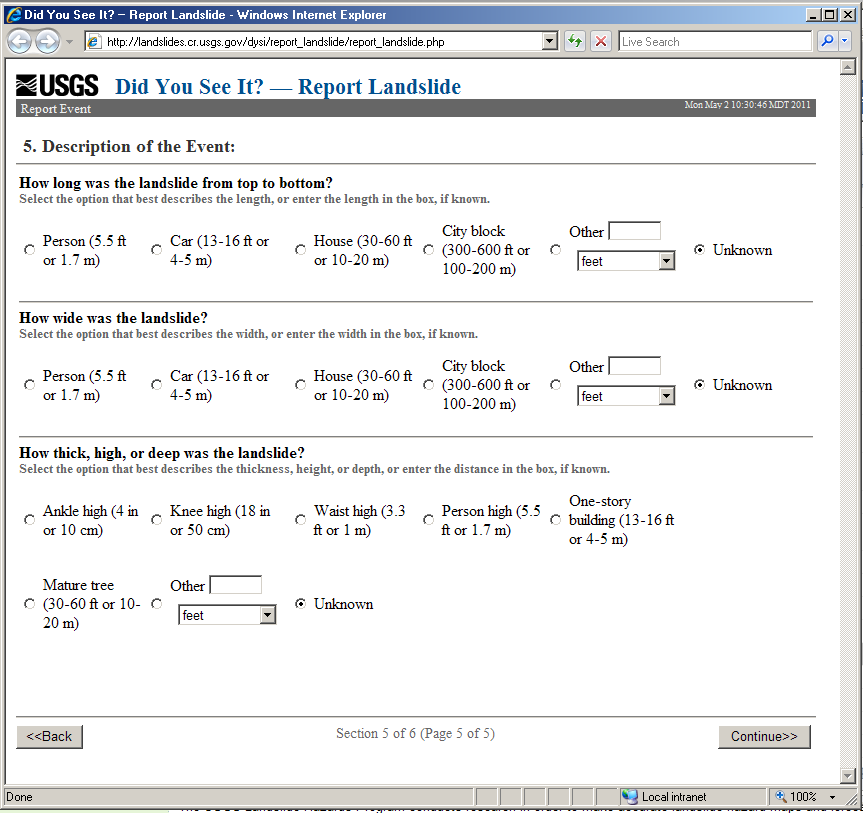 Did You See It? – Report Landslide - Windows Internet Explorer
http://landslides.cr.usgs.gov/dysi/report_landslide/report_landslide.php
Live Search
USGS Did You See It? — Report Landslide
Report Event
Mon May 2 10:30:46 MDT 2011
5. Description of the Event:
How long was the landslide from top to bottom?
Select the option that best describes the length, or enter the length in the box, if known.
Person (5.5 ft
or 1.7 m)
Car (13-16 ft or
4-5 m)
House (30-60 ft
or 10-20 m)
City block
(300-600 ft or
100-200 m)
Other
feet
Unknown
How wide was the landslide?
Select the option that best describes the width, or enter the width in the box, if known.
Person (5.5 ft
or 1.7 m)
Car (13-16 ft or
4-5 m)
House (30-60 ft
or 10-20 m)
City block
(300-600 ft or
100-200 m)
Other
feet
Unknown
How thick, high, or deep was the landslide?
Select the option that best describes the thickness, height, or depth, or enter the distance in the box, if known.
Ankle high (4 in
or 10 cm)
Knee high (18 in
or 50 cm)
Waist high (3.3
ft or 1 m)
Person high (5.5
ft or 1.7 m)
One-story
building (13-16 ft
or 4-5 m)
Mature tree
(30-60 ft or 10-
20 m)
Other
feet
Unknown
<<Back
Section 5 of 6 (Page 5 of 5)
Continue>>
Done
Local intranet
100%